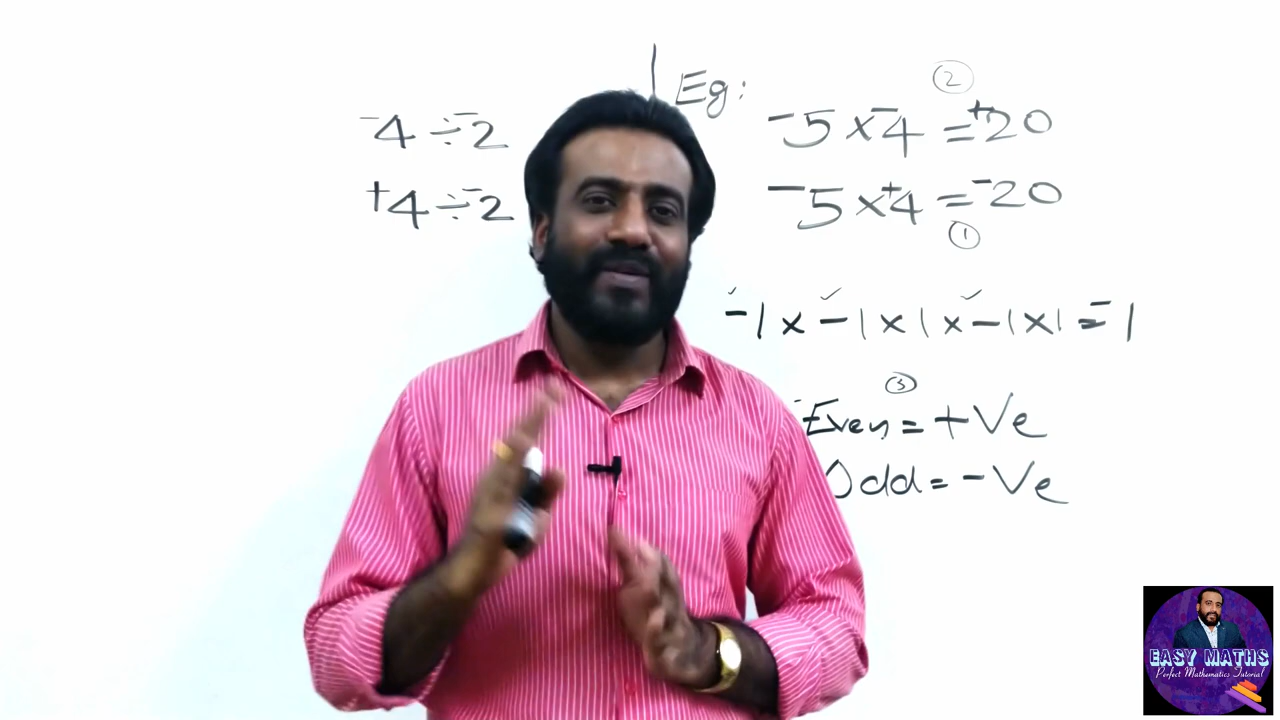 Eg:
②
⁻4 ÷ ⁻2
⁻5 × ⁻4 = ⁺20
⁺4 ÷ ⁻2
⁻5 × ⁺4 = ⁻20
①
✓ ✓ ✓
-1 × -1 × 1 × -1 × 1 = -1
③
Even = +Ve
Odd = -Ve
EASY MATHS
Perfect Mathematics Tutorial